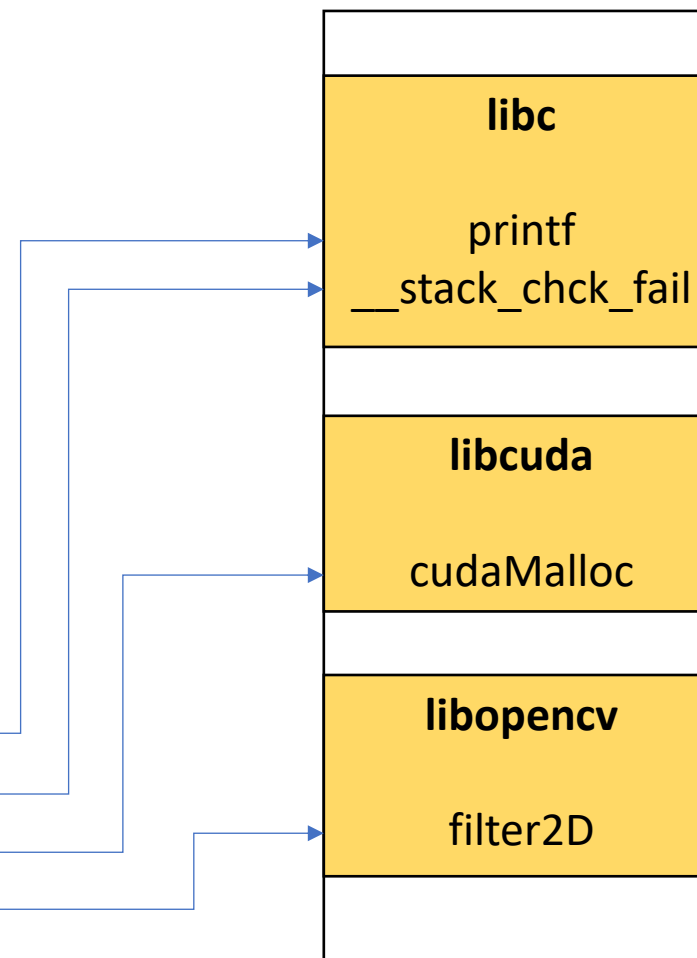 libc
printf
__stack_chck_fail
libcuda
cudaMalloc
libopencv
filter2D